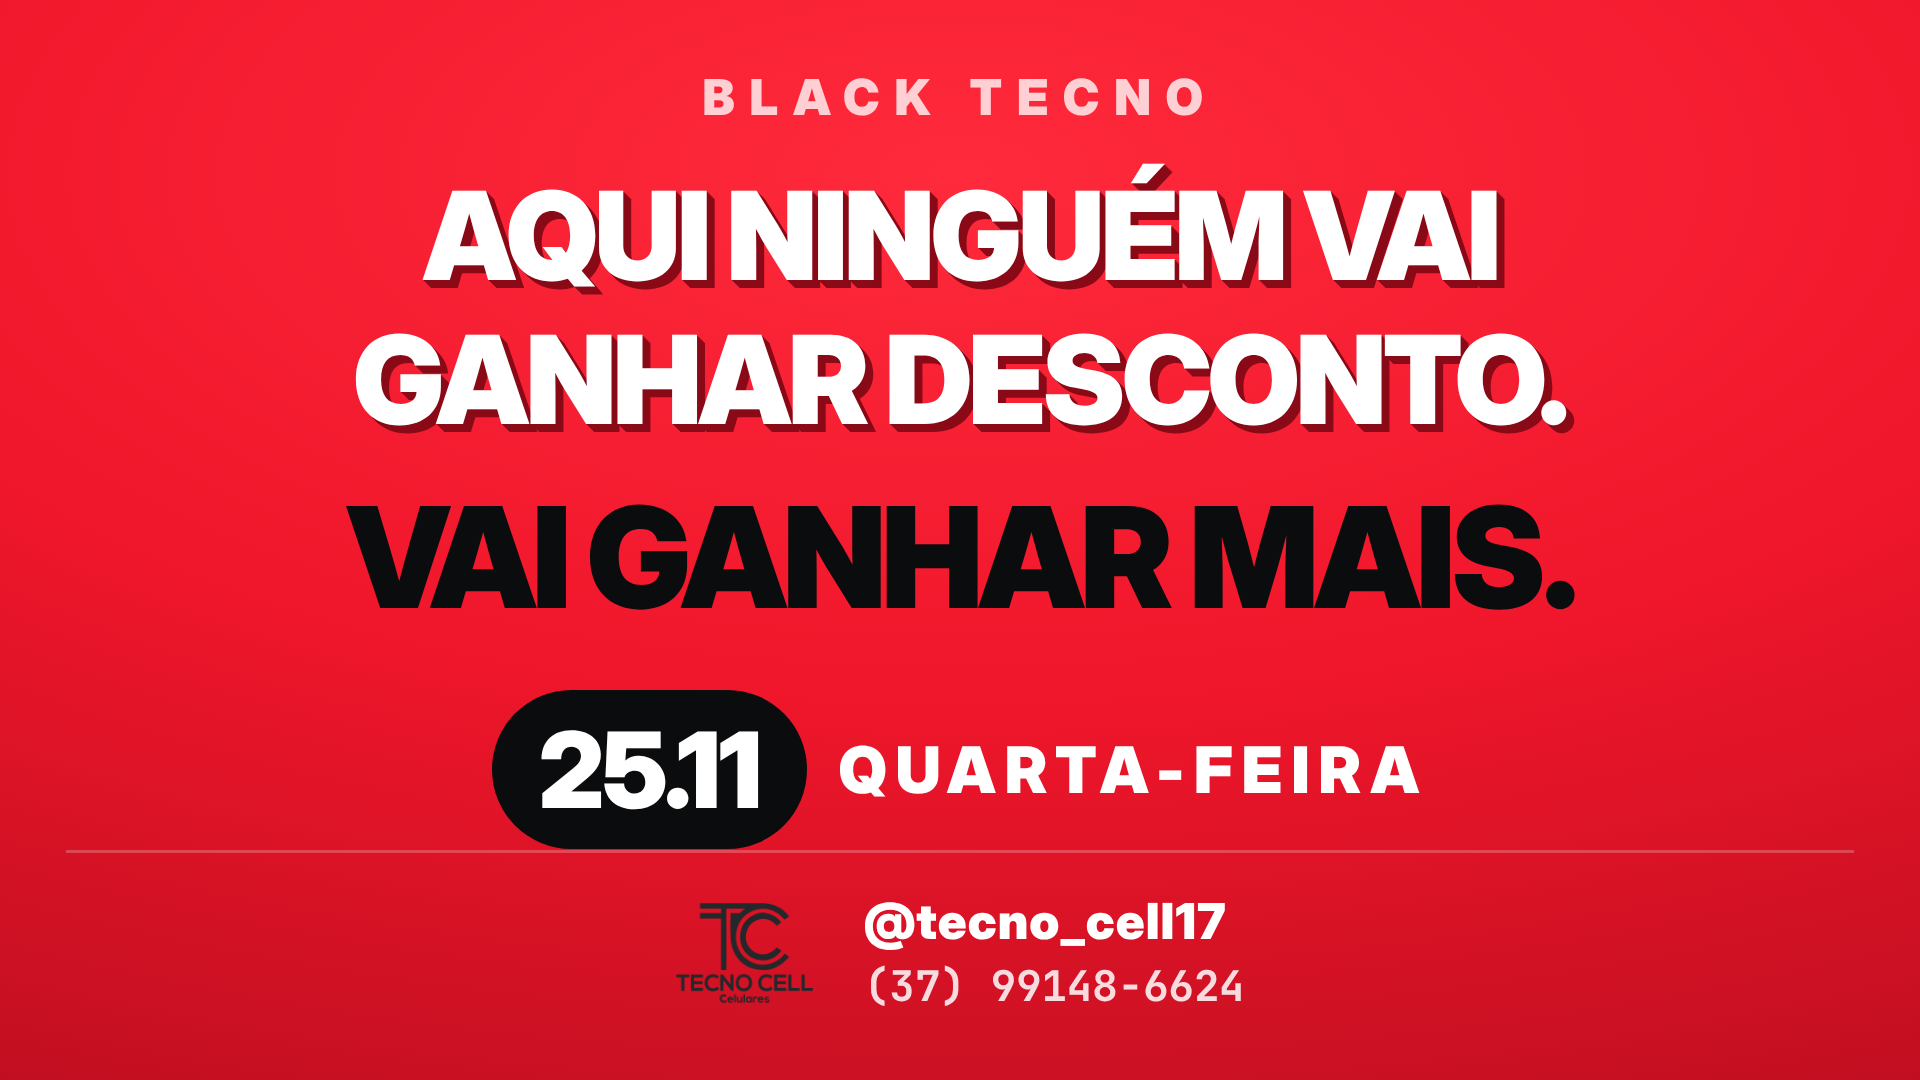 BLACK TECNO
AQUI NINGUÉM VAI
GANHAR DESCONTO.
VAI GANHAR MAIS.
25.11
QUARTA-FEIRA
TC
TECNO CELL
Celulares
@tecno_cell17
(37) 99148-6624